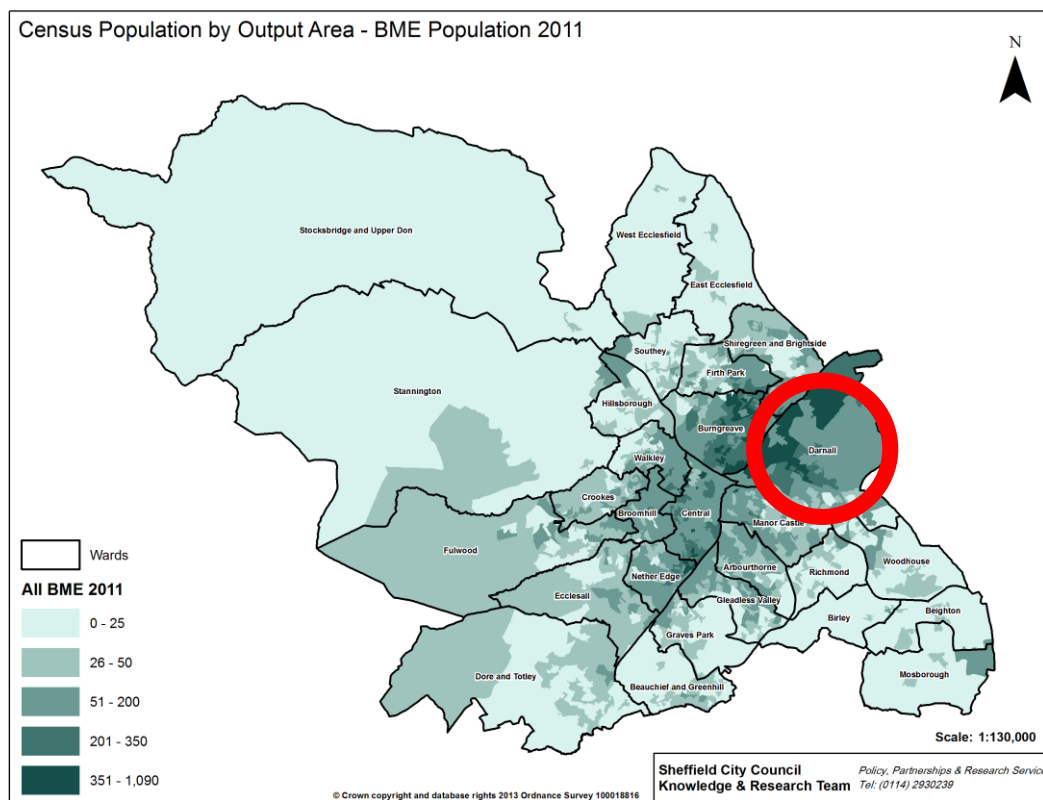 Census Population by Output Area - BME Population 2011
N
Stocksbridge and Upper Don
West Ecclesfield
East Ecclesfield
Shiregreen and Brightside
Southey
Firth Park
Stannington
Hillsborough
Burngreave
Darnall
Walkley
Crookes
Broomhill
Central
Manor Castle
Fulwood
Woodhouse
Arbourthorne
Richmond
Nether Edge
Ecclesall
Gleadless Valley
Beighton
Birley
Graves Park
Dore and Totley
Mosborough
Beauchief and Greenhill
Wards
All BME 2011
0 - 25
26 - 50
51 - 200
201 - 350
351 - 1,090
Scale: 1:130,000
Sheffield City Council
Knowledge & Research Team
Policy, Partnerships & Research Service
Tel: (0114) 2930239
© Crown copyright and database rights 2013 Ordnance Survey 100018816